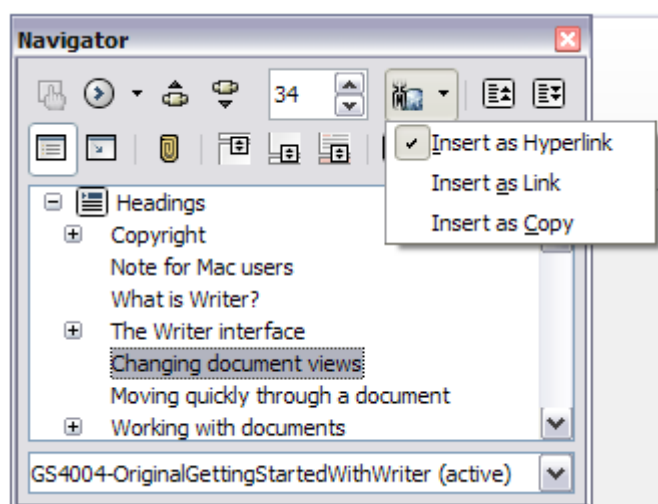 Navigator
34
Insert as Hyperlink
Insert as Link
Insert as Copy
Headings
Copyright
Note for Mac users
What is Writer?
The Writer interface
Changing document views
Moving quickly through a document
Working with documents
GS4004-OriginalGettingStartedWithWriter (active)